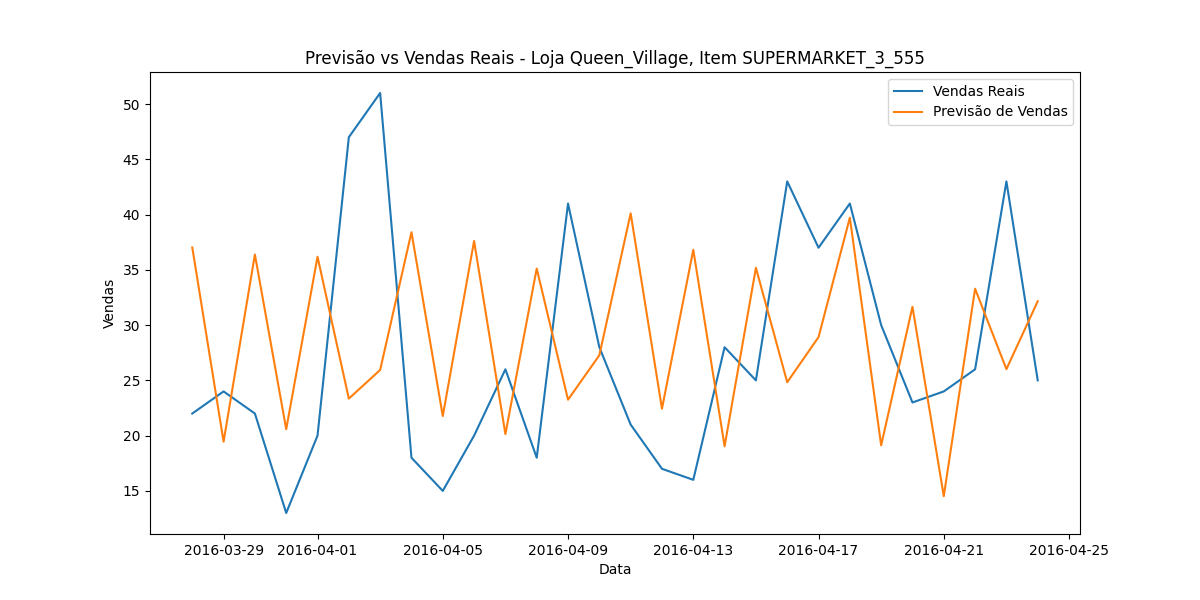 Previsão vs Vendas Reais - Loja Queen_Village, Item SUPERMARKET_3_555
Vendas Reais
Previsão de Vendas
50
45
40
35
30
25
20
15
Vendas
2016-03-29 2016-04-01 2016-04-05 2016-04-09 2016-04-13 2016-04-17 2016-04-21 2016-04-25
Data